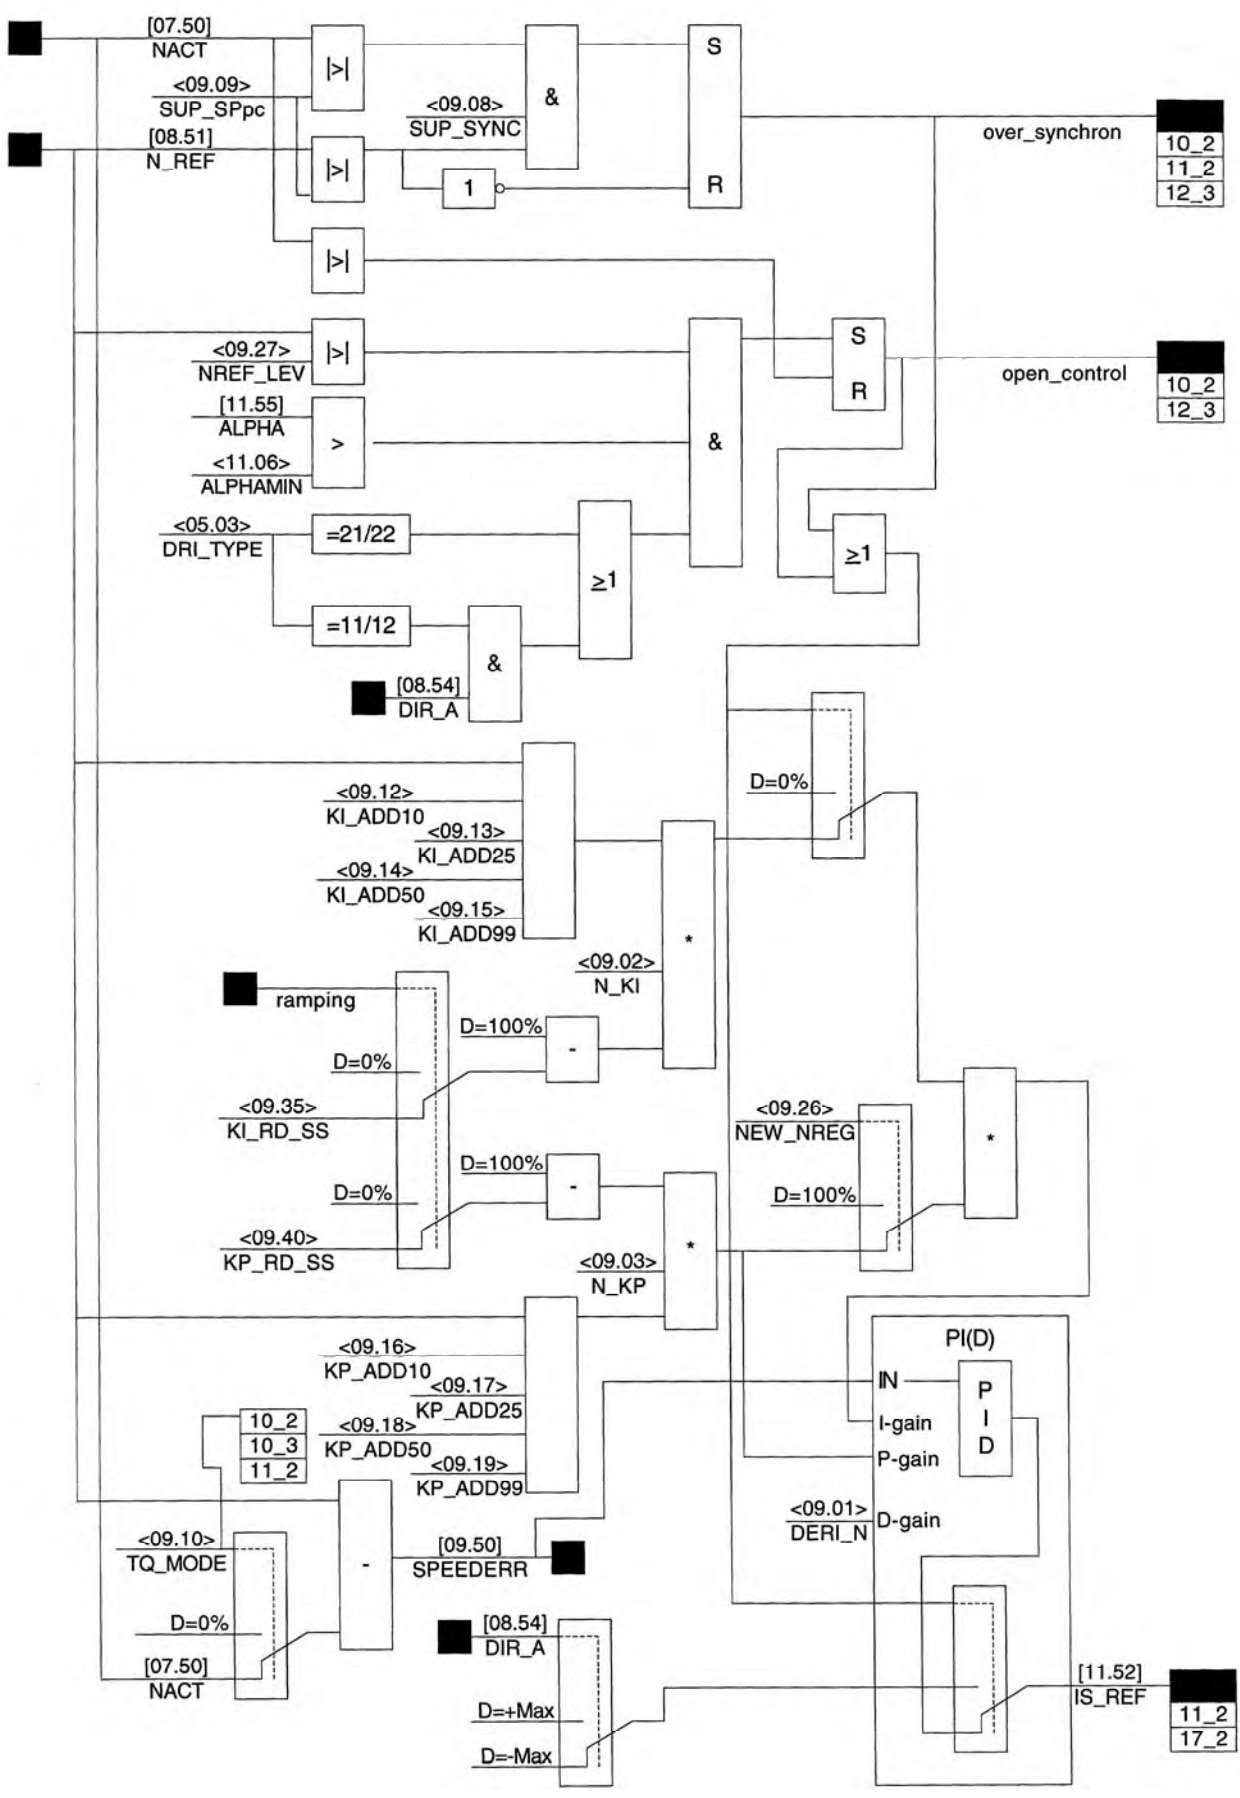 [07.50]
NACT
|>|
<09.09>
SUP_SPpc
<09.08>
SUP_SYNC
&
S
R
over_synchron
10_2
11_2
12_3
[08.51]
N_REF
|>|
1
|>|
<09.27>
NREF_LEV
|>|
S
R
open_control
10_2
12_3
[11.55]
ALPHA
>
<11.06>
ALPHAMIN
&
<05.03>
DRI_TYPE
=21/22
≥1
≥1
=11/12
&
[08.54]
DIR_A
D=0%
<09.12>
KI_ADD10
<09.13>
KI_ADD25
<09.14>
KI_ADD50
<09.15>
KI_ADD99
*
<09.02>
N_KI
ramping
D=100%
-
D=0%
<09.35>
KI_RD_SS
<09.26>
NEW_NREG
*
D=100%
-
D=0%
D=100%
<09.40>
KP_RD_SS
*
<09.03>
N_KP
PI(D)
<09.16>
KP_ADD10
<09.17>
KP_ADD25
<09.18>
KP_ADD50
<09.19>
KP_ADD99
IN
P
I
D
I-gain
P-gain
<09.01>
DERI_N
D-gain
10_2
10_3
11_2
<09.10>
TQ_MODE
-
[09.50]
SPEEDERR
D=0%
[07.50]
NACT
[08.54]
DIR_A
D=+Max
D=-Max
[11.52]
IS_REF
11_2
17_2